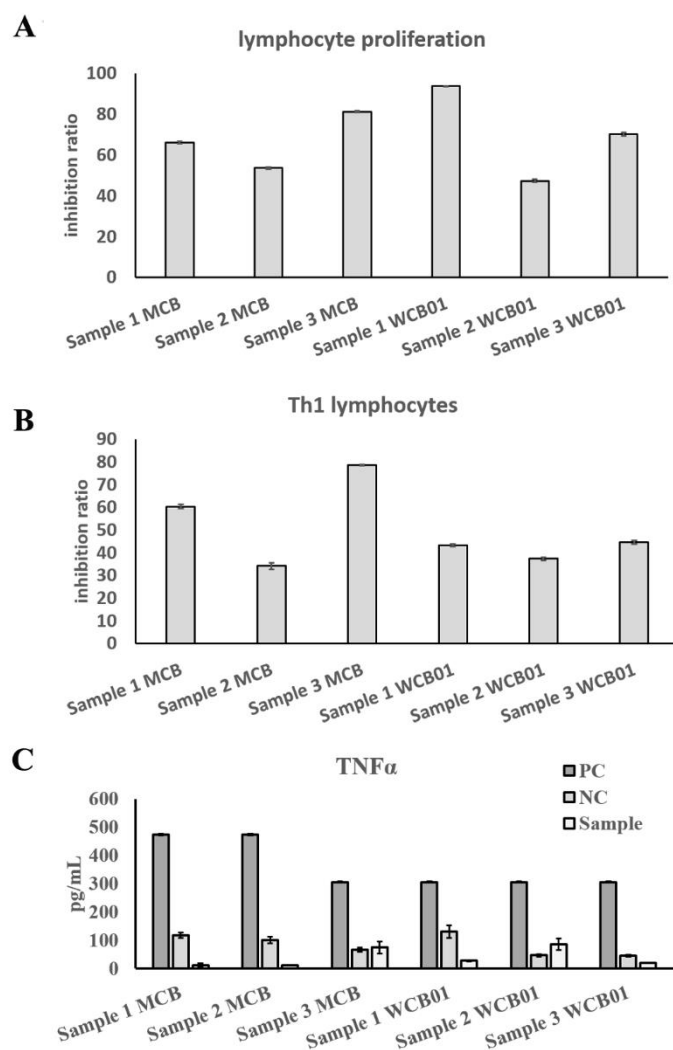 A
lymphocyte proliferation
inhibition ratio
100
80
60
40
20
0
Sample 1 MCB
Sample 2 MCB
Sample 3 MCB
Sample 1 WCB01
Sample 2 WCB01
Sample 3 WCB01
B
Th1 lymphocytes
inhibition ratio
90
80
70
60
50
40
30
20
10
0
Sample 1 MCB
Sample 2 MCB
Sample 3 MCB
Sample 1 WCB01
Sample 2 WCB01
Sample 3 WCB01
C
TNFα
PC
NC
Sample
pg/mL
600
500
400
300
200
100
0
Sample 1 MCB
Sample 2 MCB
Sample 3 MCB
Sample 1 WCB01
Sample 2 WCB01
Sample 3 WCB01